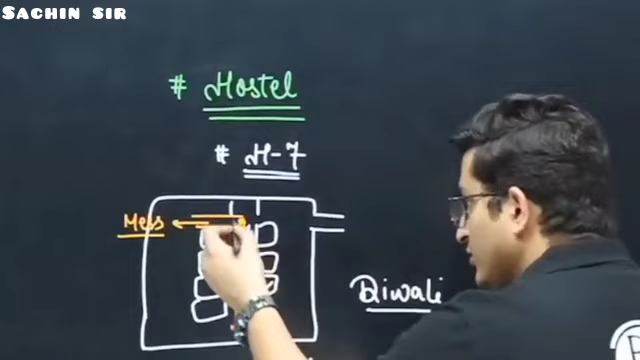 Sachin sir
# Hostel
# H-7
Mess
Diwali